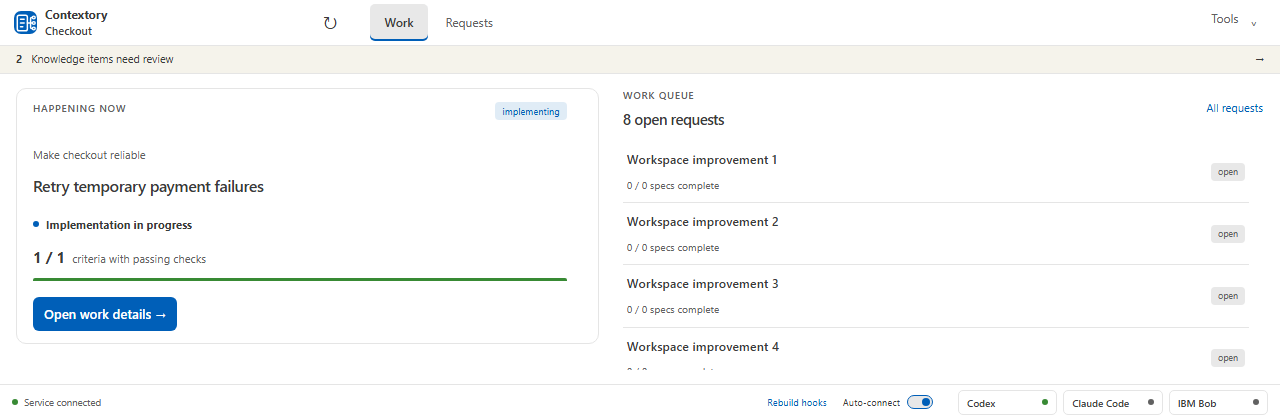 Contextory
Checkout
Work
Requests
Tools
2 Knowledge items need review →
HAPPENING NOW
implementing
Make checkout reliable
Retry temporary payment failures
Implementation in progress
1 / 1 criteria with passing checks
Open work details →
WORK QUEUE
8 open requests
All requests
Workspace improvement 1
0 / 0 specs complete
open
Workspace improvement 2
0 / 0 specs complete
open
Workspace improvement 3
0 / 0 specs complete
open
Workspace improvement 4
open
Service connected
Rebuild hooks
Auto-connect
Codex
Claude Code
IBM Bob